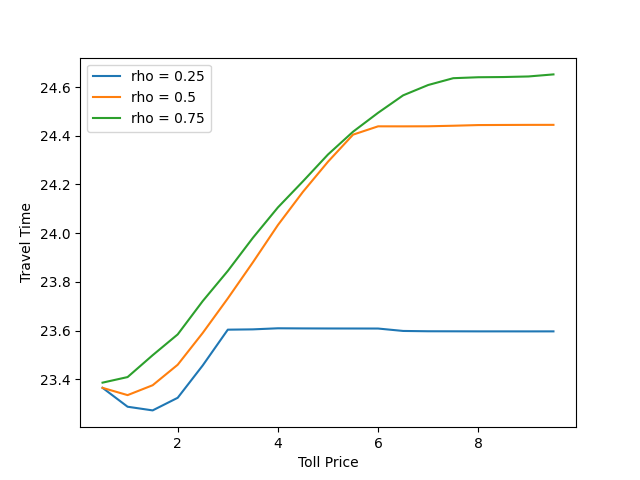 rho = 0.25
rho = 0.5
rho = 0.75
24.6
24.4
24.2
24.0
23.8
23.6
23.4
Travel Time
2 4 6 8
Toll Price